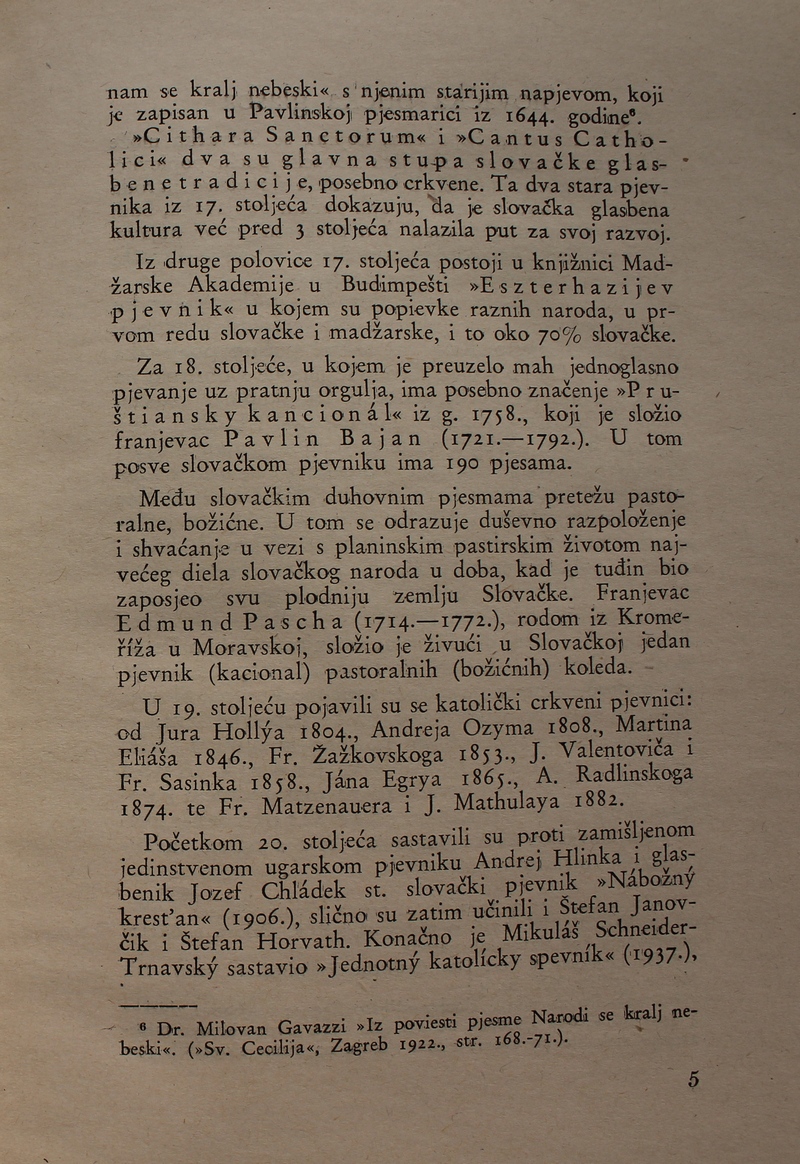 nam se kralj nebeski« s njenim starijim napjevom, koji
je zapisan u Pavlinskoj pjesmarici iz 1644. godine⁶.
»Cithara Sanctorum« i »Cantus Catho-
lici« dva su glavna stupa slovačke glas-
bene tradicije, posebno crkvene. Ta dva stara pjev-
nika iz 17. stoljeća dokazuju, da je slovačka glasbena
kultura već pred 3 stoljeća nalazila put za svoj razvoj.
Iz druge polovice 17. stoljeća postoji u knjižnici Mad-
žarske Akademije u Budimpešti »Eszterhazijev
pjevnik« u kojem su popievke raznih naroda, u pr-
vom redu slovačke i madžarske, i to oko 70% slovačke.
Za 18. stoljeće, u kojem je preuzelo mah jednoglasno
pjevanje uz pratnju orgulja, ima posebno značenje »Pru-
štiansky kancionál« iz g. 1758., koji je složio
franjevac Pavlin Bajan (1721.—1792.). U tom
posve slovačkom pjevniku ima 190 pjesama.
Među slovačkim duhovnim pjesmama pretežu pasto-
ralne, božićne. U tom se odrazuje duševno razpoloženje
i shvaćanje u vezi s planinskim pastirskim životom naj-
većeg diela slovačkog naroda u doba, kad je tuđin bio
zaposjeo svu plodniju zemlju Slovačke. Franjevac
Edmund Pascha (1714.—1772.), rodom iz Krome-
říža u Moravskoj, složio je živući u Slovačkoj jedan
pjevnik (kacional) pastoralnih (božićnih) koleda.
U 19. stoljeću pojavili su se katolički crkveni pjevnici:
od Jura Hollýa 1804., Andreja Ozyma 1808., Martina
Eliáša 1846., Fr. Žažkovskoga 1853., J. Valentovića i
Fr. Sasinka 1858., Jána Egrya 1865., A. Radlinskoga
1874. te Fr. Matzenauera i J. Mathulaya 1882.
Početkom 20. stoljeća sastavili su proti zamišljenom
jedinstvenom ugarskom pjevniku Andrej Hlinka i glas-
benik Jozef Chládek st. slovački pjevnik »Nábožný
krest'an« (1906.), slično su zatim učinili i Štefan Janov-
čik i Štefan Horvath. Konačno je Mikuláš Schneider-
Trnavský sastavio »Jednotný katolícky spevník« (1937.),
⁶ Dr. Milovan Gavazzi »Iz poviesti pjesme Narodi se kralj ne-
beski«. (»Sv. Cecilija«, Zagreb 1922., str. 168.-71.).
5